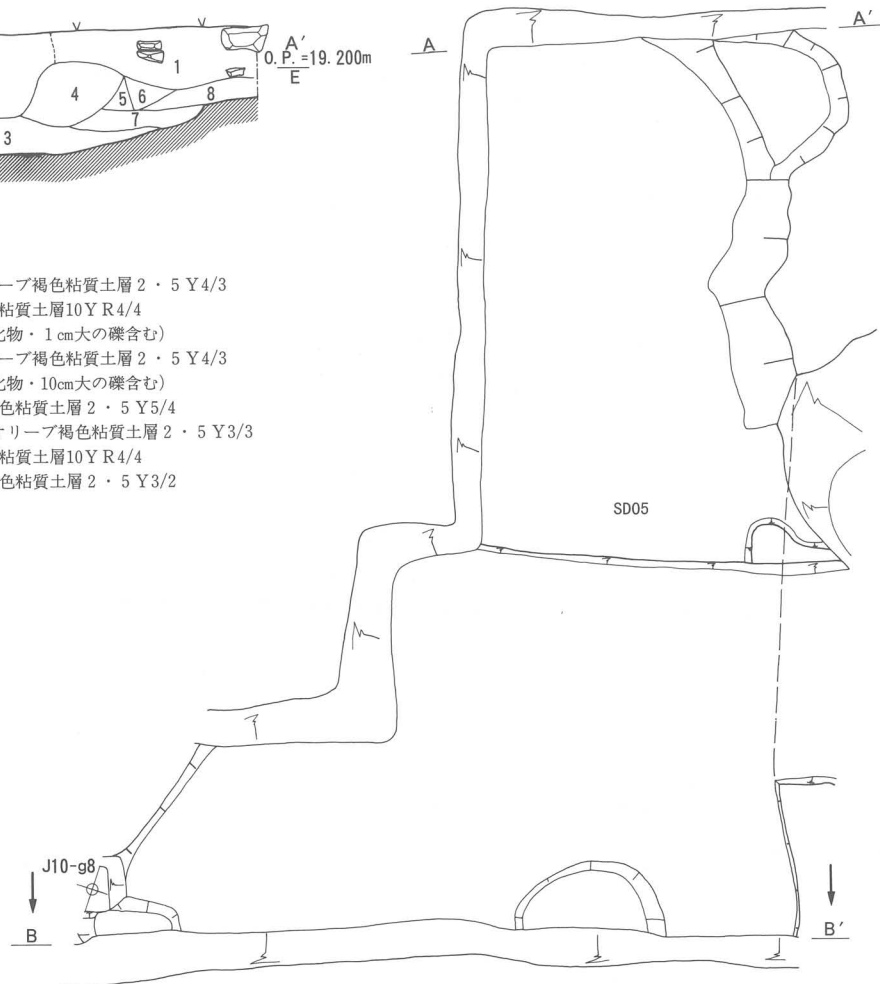 A'
O.P.=19.200m
E
1
4
5
6
8
7
3
ーブ褐色粘質土層2・5Y4/3
粘質土層10YR4/4
化物・1cm大の礫含む)
ーブ褐色粘質土層2・5Y4/3
化物・10cm大の礫含む)
色粘質土層2・5Y5/4
オリーブ褐色粘質土層2・5Y3/3
粘質土層10YR4/4
色粘質土層2・5Y3/2
A
A'
SD05
J10-g8
B
B'